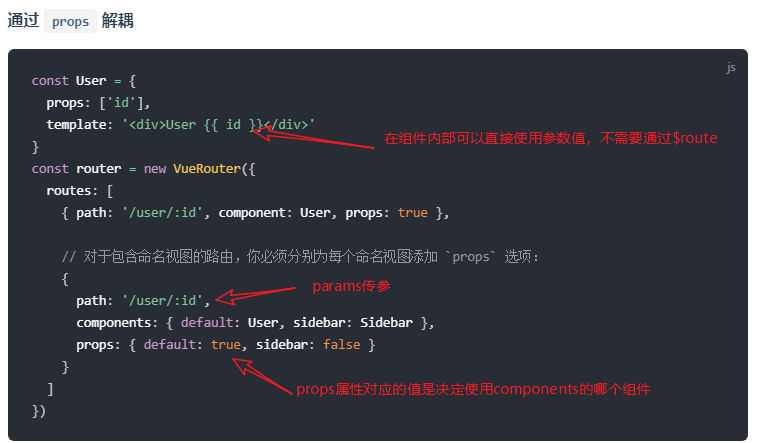 通过 props 解耦
js
const User = {
  props: ['id'],
  template: '<div>User {{ id }}</div>'
在组件内部可以直接使用参数值，不需要通过$route
}
const router = new VueRouter({
  routes: [
    { path: '/user/:id', component: User, props: true },
    // 对于包含命名视图的路由，你必须分别为每个命名视图添加 `props` 选项：
    {
      path: '/user/:id',
params传参
      components: { default: User, sidebar: Sidebar },
      props: { default: true, sidebar: false }
    }
props属性对应的值是决定使用components的哪个组件
  ]
})